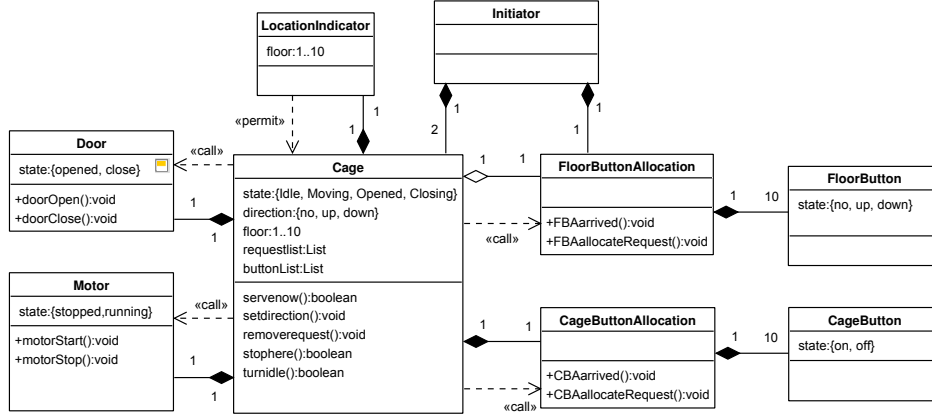 LocationIndicator
floor:1..10
Initiator
1
1
«permit»
1
1
2
1
Door
state:{opened, close}
+doorOpen():void
+doorClose():void
«call»
1
1
Cage
state:{Idle, Moving, Opened, Closing}
direction:{no, up, down}
floor:1..10
requestlist:List
buttonList:List
servenow():boolean
setdirection():void
removerequest():void
stophere():boolean
turnidle():boolean
1
1
«call»
FloorButtonAllocation
+FBAarrived():void
+FBAallocateRequest():void
1
10
FloorButton
state:{no, up, down}
Motor
state:{stopped,running}
+motorStart():void
+motorStop():void
«call»
1
1
1
1
«call»
CageButtonAllocation
+CBAarrived():void
+CBAallocateRequest():void
1
10
CageButton
state:{on, off}